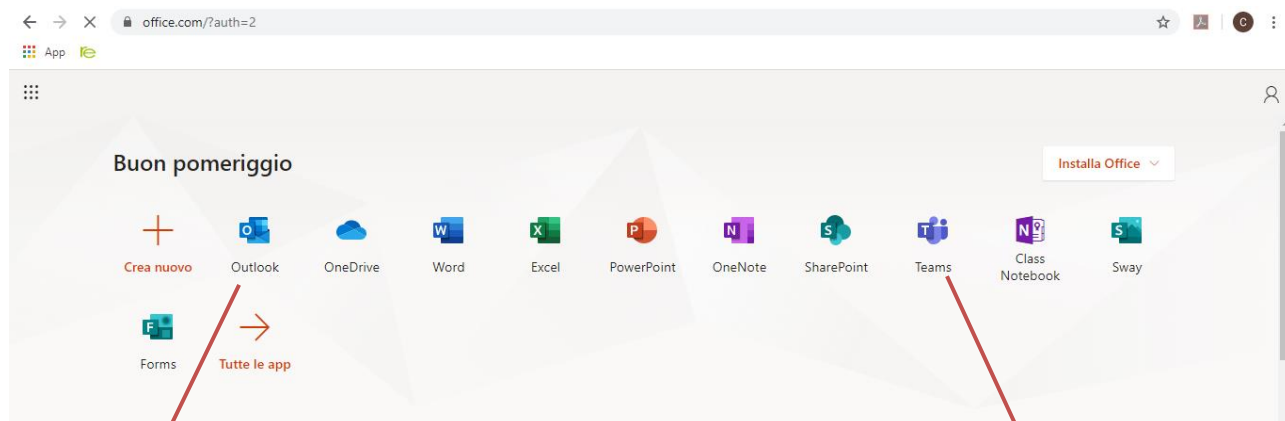 office.com/?auth=2
C
App re
Buon pomeriggio
Installa Office
Crea nuovo Outlook OneDrive Word Excel PowerPoint OneNote SharePoint Teams Class Notebook Sway
Forms Tutte le app